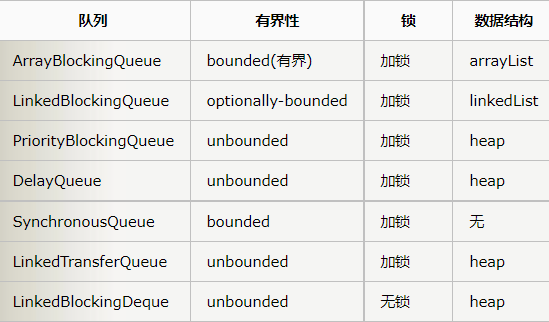 队列 有界性 锁 数据结构
ArrayBlockingQueue bounded(有界) 加锁 arrayList
LinkedBlockingQueue optionally-bounded 加锁 linkedList
PriorityBlockingQueue unbounded 加锁 heap
DelayQueue unbounded 加锁 heap
SynchronousQueue bounded 加锁 无
LinkedTransferQueue unbounded 加锁 heap
LinkedBlockingDeque unbounded 无锁 heap